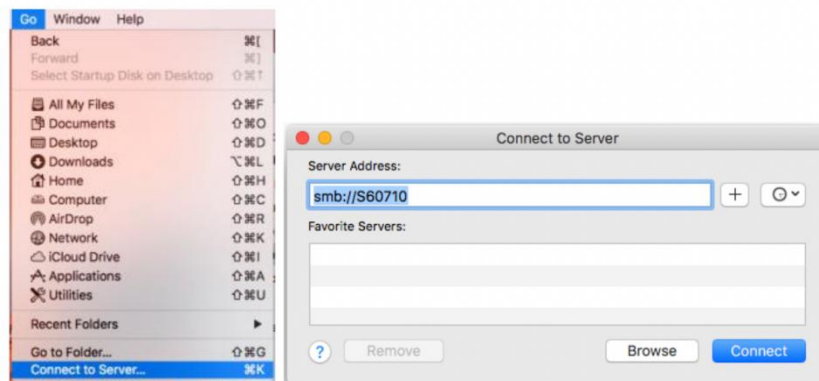 Go Window Help
Back ⌘[
Forward ⌘]
Select Startup Disk on Desktop ⇧⌘↑
All My Files ⇧⌘F
Documents ⇧⌘O
Desktop ⇧⌘D
Downloads ⌥⌘L
Home ⇧⌘H
Computer ⇧⌘C
AirDrop ⇧⌘R
Network ⇧⌘K
iCloud Drive ⇧⌘I
Applications ⇧⌘A
Utilities ⇧⌘U
Recent Folders ▶
Go to Folder... ⇧⌘G
Connect to Server... ⌘K
Connect to Server
Server Address:
smb://S60710
+
Favorite Servers:
? Remove Browse Connect